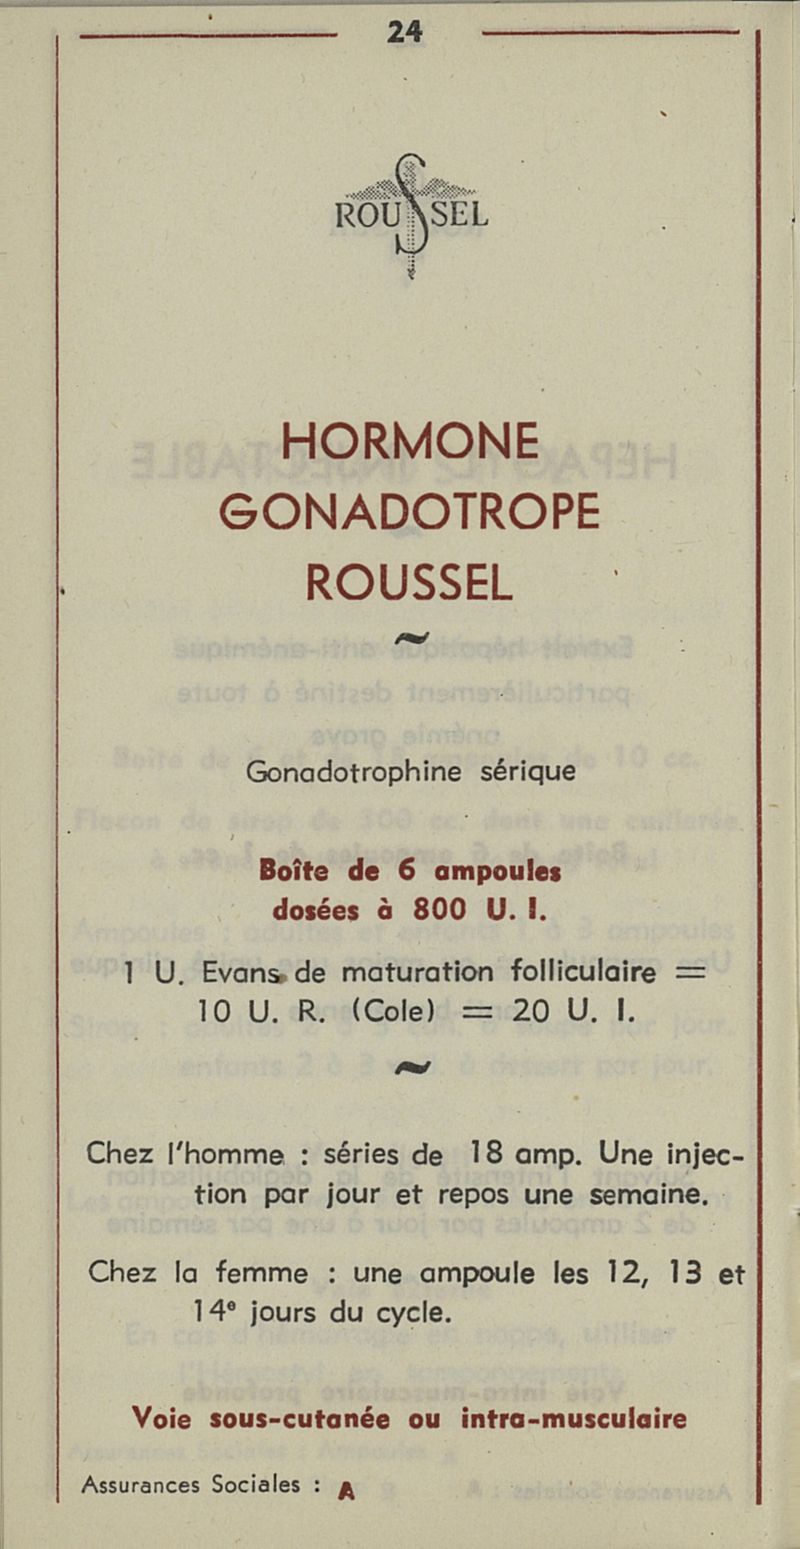 24
ROUSSEL
HORMONE
GONADOTROPE
ROUSSEL
~
Gonadotrophine sérique
Boîte de 6 ampoules
dosées à 800 U. I.
1 U. Evans de maturation folliculaire =
10 U. R. (Cole) = 20 U. I.
~
Chez l'homme : séries de 18 amp. Une injec-
tion par jour et repos une semaine.
Chez la femme : une ampoule les 12, 13 et
14e jours du cycle.
Voie sous-cutanée ou intra-musculaire
Assurances Sociales : A